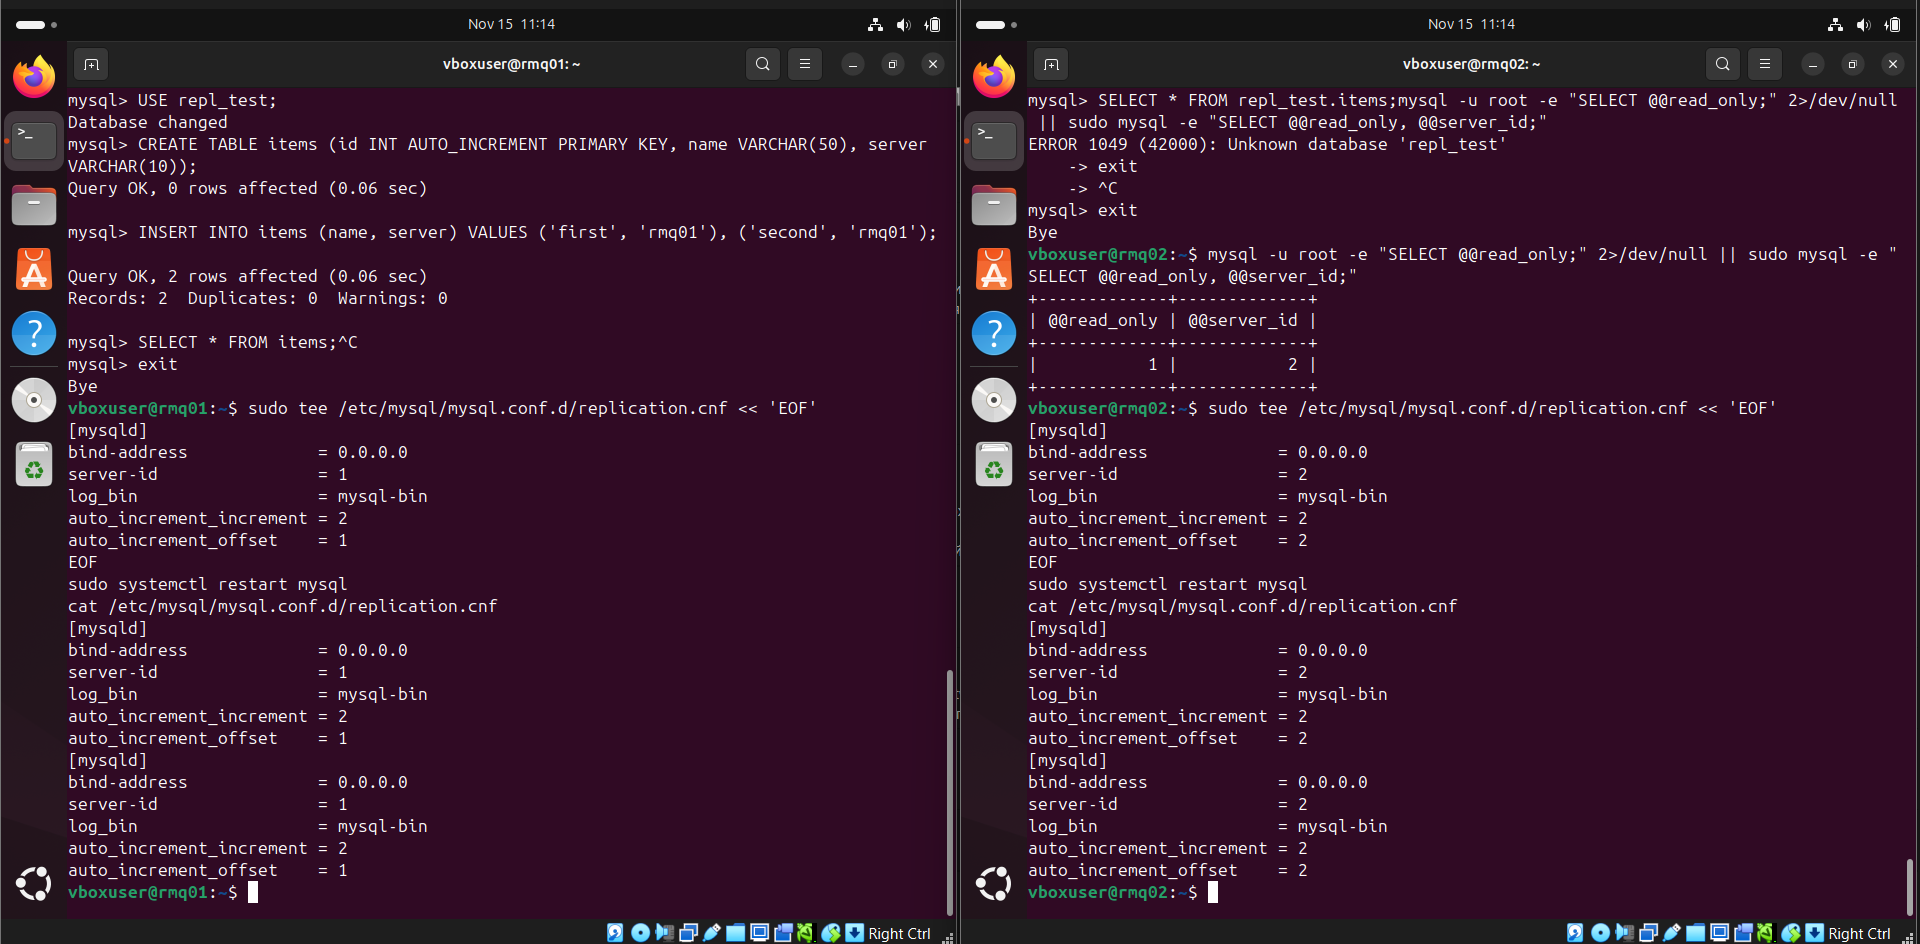 Nov 15  11:14
vboxuser@rmq01: ~
mysql> USE repl_test;
Database changed
mysql> CREATE TABLE items (id INT AUTO_INCREMENT PRIMARY KEY, name VARCHAR(50), server
VARCHAR(10));
Query OK, 0 rows affected (0.06 sec)
mysql> INSERT INTO items (name, server) VALUES ('first', 'rmq01'), ('second', 'rmq01');
Query OK, 2 rows affected (0.06 sec)
Records: 2  Duplicates: 0  Warnings: 0
mysql> SELECT * FROM items;^C
mysql> exit
Bye
vboxuser@rmq01:~$ sudo tee /etc/mysql/mysql.conf.d/replication.cnf << 'EOF'
[mysqld]
bind-address             = 0.0.0.0
server-id                = 1
log_bin                  = mysql-bin
auto_increment_increment = 2
auto_increment_offset    = 1
EOF
sudo systemctl restart mysql
cat /etc/mysql/mysql.conf.d/replication.cnf
[mysqld]
bind-address             = 0.0.0.0
server-id                = 1
log_bin                  = mysql-bin
auto_increment_increment = 2
auto_increment_offset    = 1
[mysqld]
bind-address             = 0.0.0.0
server-id                = 1
log_bin                  = mysql-bin
auto_increment_increment = 2
auto_increment_offset    = 1
vboxuser@rmq01:~$
Right Ctrl
Nov 15  11:14
vboxuser@rmq02: ~
mysql> SELECT * FROM repl_test.items;mysql -u root -e "SELECT @@read_only;" 2>/dev/null
 || sudo mysql -e "SELECT @@read_only, @@server_id;"
ERROR 1049 (42000): Unknown database 'repl_test'
    -> exit
    -> ^C
mysql> exit
Bye
vboxuser@rmq02:~$ mysql -u root -e "SELECT @@read_only;" 2>/dev/null || sudo mysql -e "
SELECT @@read_only, @@server_id;"
+-------------+-------------+
| @@read_only | @@server_id |
+-------------+-------------+
|           1 |           2 |
+-------------+-------------+
vboxuser@rmq02:~$ sudo tee /etc/mysql/mysql.conf.d/replication.cnf << 'EOF'
[mysqld]
bind-address             = 0.0.0.0
server-id                = 2
log_bin                  = mysql-bin
auto_increment_increment = 2
auto_increment_offset    = 2
EOF
sudo systemctl restart mysql
cat /etc/mysql/mysql.conf.d/replication.cnf
[mysqld]
bind-address             = 0.0.0.0
server-id                = 2
log_bin                  = mysql-bin
auto_increment_increment = 2
auto_increment_offset    = 2
[mysqld]
bind-address             = 0.0.0.0
server-id                = 2
log_bin                  = mysql-bin
auto_increment_increment = 2
auto_increment_offset    = 2
vboxuser@rmq02:~$
Right Ctrl